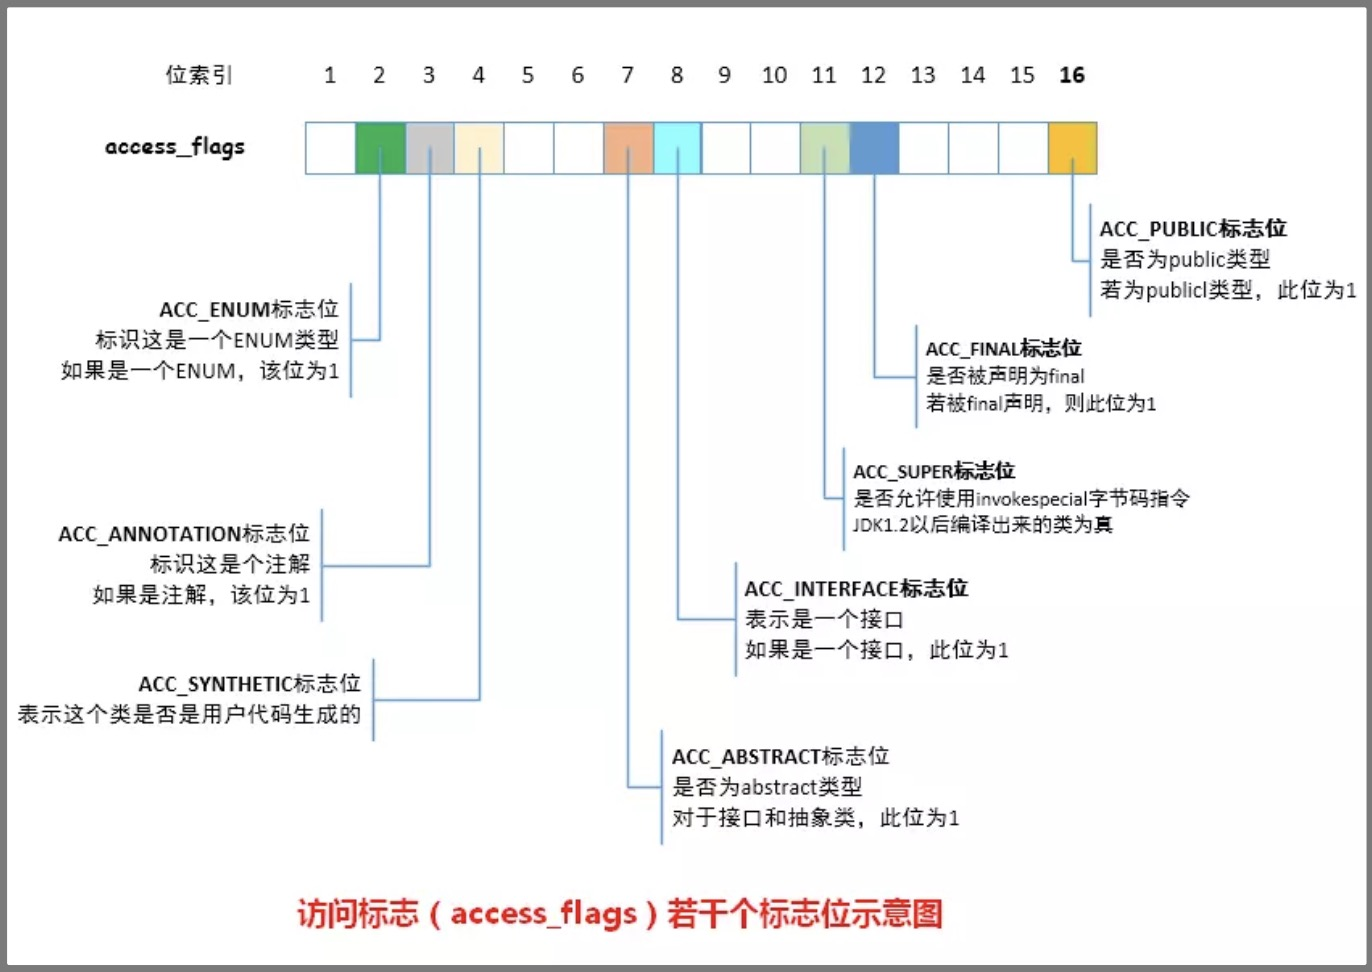 位索引 1 2 3 4 5 6 7 8 9 10 11 12 13 14 15 16
access_flags
ACC_PUBLIC标志位
是否为public类型
若为publicl类型，此位为1
ACC_ENUM标志位
标识这是一个ENUM类型
如果是一个ENUM，该位为1
ACC_FINAL标志位
是否被声明为final
若被final声明，则此位为1
ACC_SUPER标志位
是否允许使用invokespecial字节码指令
JDK1.2以后编译出来的类为真
ACC_ANNOTATION标志位
标识这是个注解
如果是注解，该位为1
ACC_INTERFACE标志位
表示是一个接口
如果是一个接口，此位为1
ACC_SYNTHETIC标志位
表示这个类是否是用户代码生成的
ACC_ABSTRACT标志位
是否为abstract类型
对于接口和抽象类，此位为1
访问标志（access_flags）若干个标志位示意图